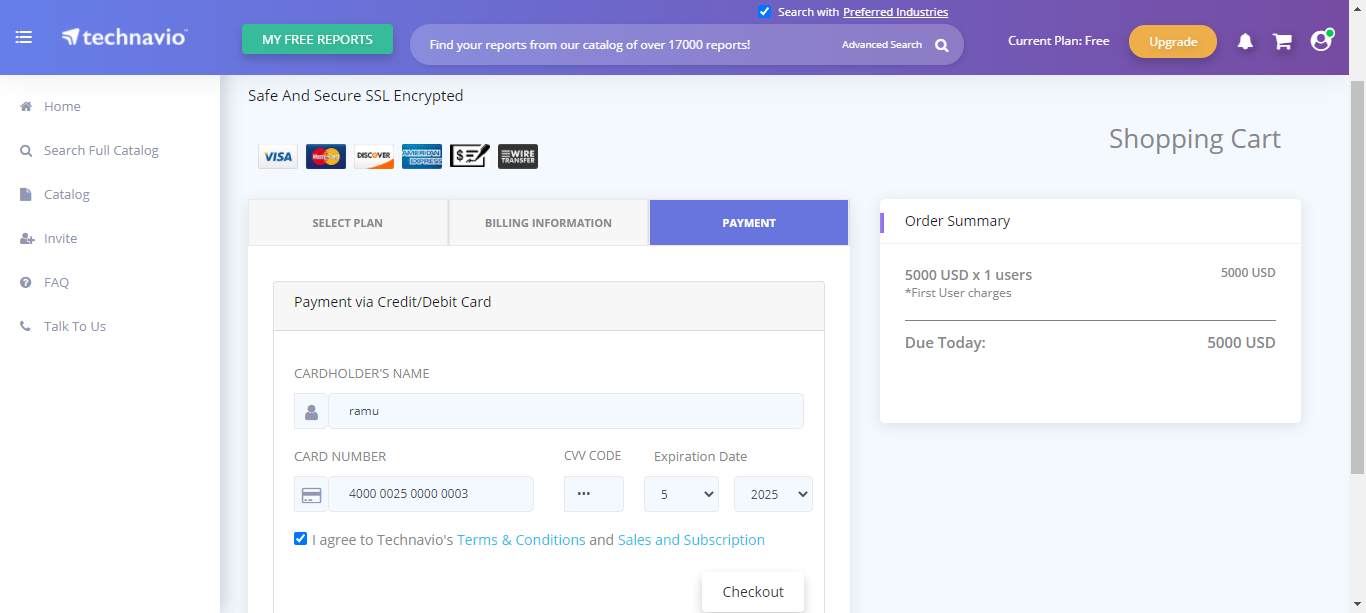 Search with Preferred Industries
technavio
MY FREE REPORTS
Find your reports from our catalog of over 17000 reports!
Advanced Search
Current Plan: Free
Upgrade
Home
Search Full Catalog
Catalog
Invite
FAQ
Talk To Us
Safe And Secure SSL Encrypted
VISA
MasterCard
DISCOVER
AMERICAN
EXPRESS
WIRE
TRANSFER
Shopping Cart
SELECT PLAN
BILLING INFORMATION
PAYMENT
Payment via Credit/Debit Card
CARDHOLDER'S NAME
ramu
CARD NUMBER
CVV CODE
Expiration Date
4000 0025 0000 0003
•••
5
2025
I agree to Technavio's Terms & Conditions and Sales and Subscription
Checkout
Order Summary
5000 USD x 1 users
5000 USD
*First User charges
Due Today:
5000 USD